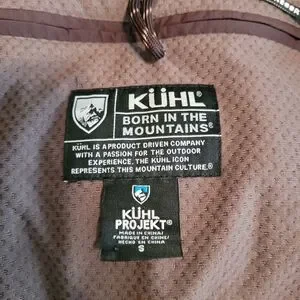 KÜHL®
BORN IN THE
MOUNTAINS®
KÜHL IS A PRODUCT DRIVEN COMPANY
WITH A PASSION FOR THE OUTDOOR
EXPERIENCE. THE KÜHL ICON
REPRESENTS THIS MOUNTAIN CULTURE.®
KÜHL
PROJEKT®
MADE IN CHINA/
FABRIQUE EN CHINE/
HECHO EN CHINA
S